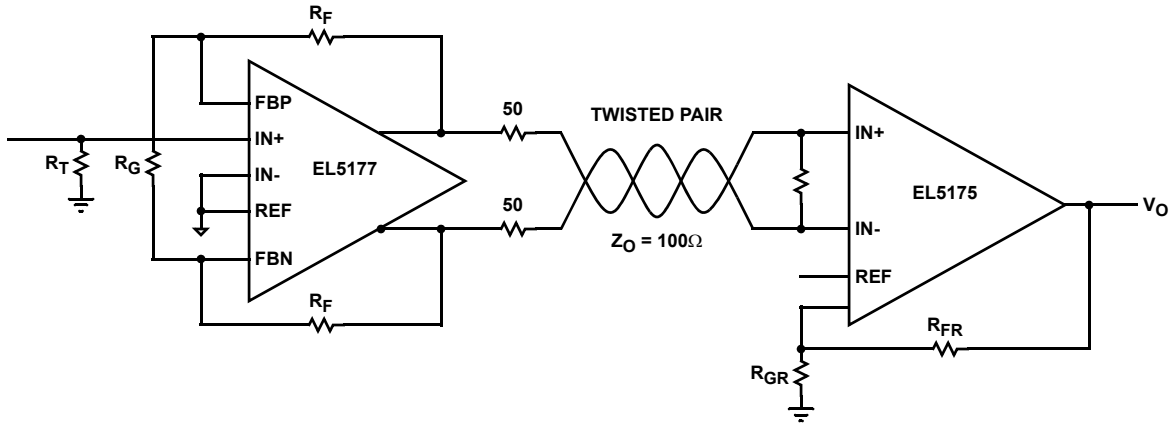 R_F
50
TWISTED PAIR
FBP
IN+
IN+
R_T
R_G
EL5177
IN-
EL5175
REF
50
V_O
FBN
IN-
Z_O = 100Ω
REF
R_F
R_FR
R_GR